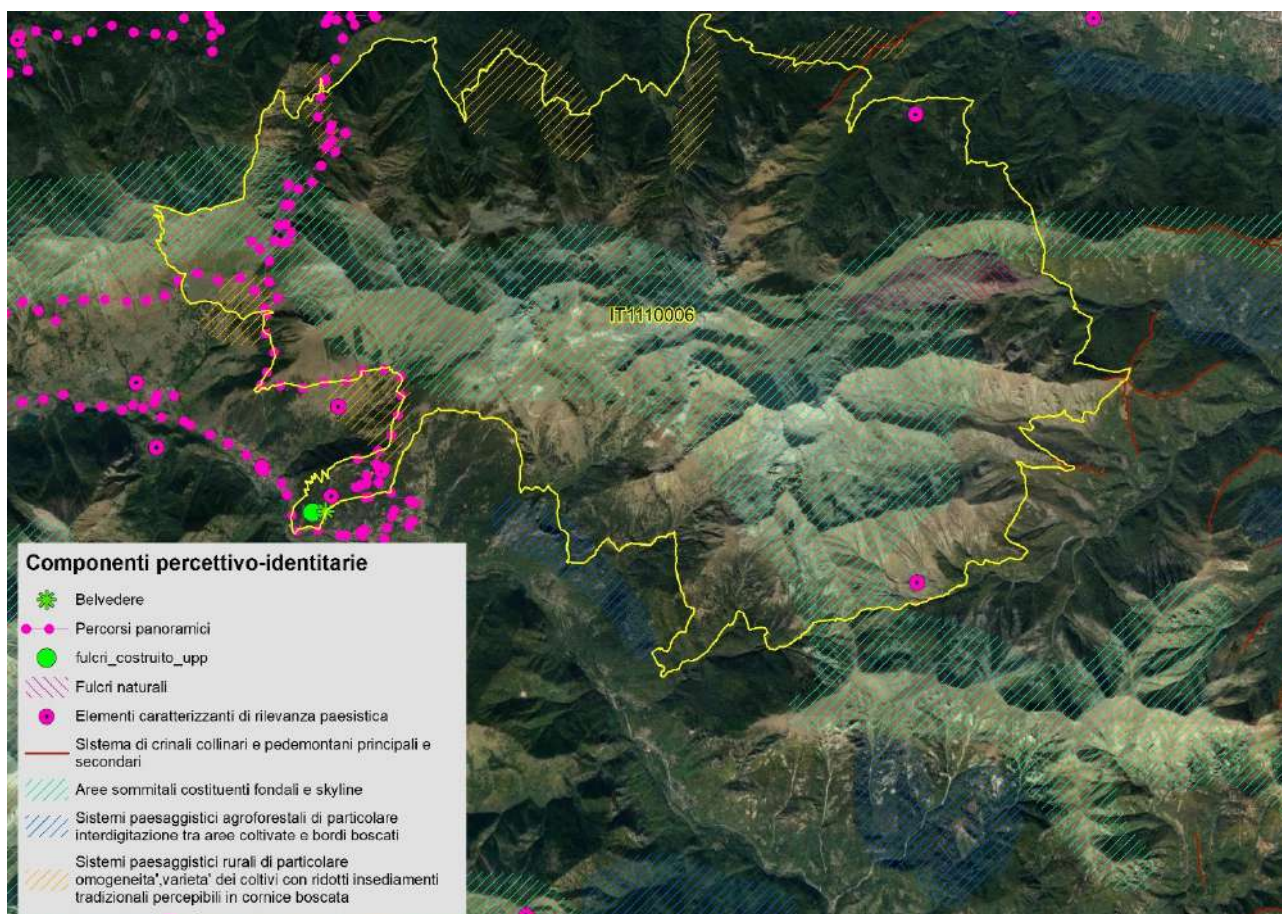 IT1110006
Componenti percettivo-identitarie
Belvedere
Percorsi panoramici
fulcri_costruito_upp
Fulcri naturali
Elementi caratterizzanti di rilevanza paesistica
Sistema di crinali collinari e pedemontani principali e
secondari
Aree sommitali costituenti fondali e skyline
Sistemi paesaggistici agroforestali di particolare
interdigitazione tra aree coltivate e bordi boscati
Sistemi paesaggistici rurali di particolare
omogeneita',varieta' dei coltivi con ridotti insediamenti
tradizionali percepibili in cornice boscata